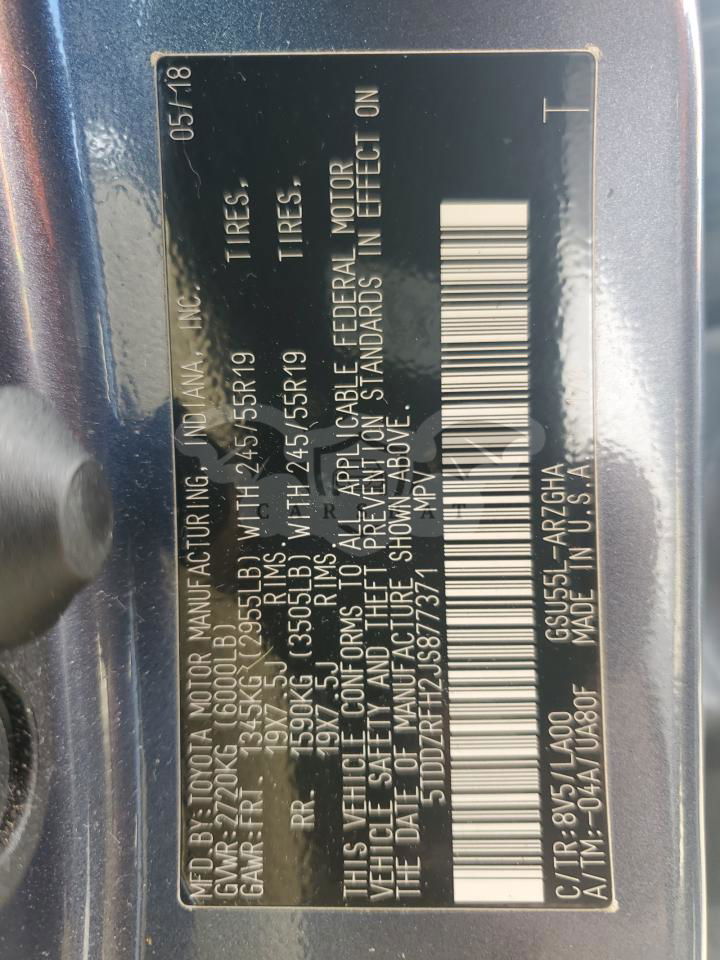 MFD.BY:TOYOTA MOTOR MANUFACTURING, INDIANA, INC. 05/18
GVWR:2720KG (6000LB)
GAWR:FRT. 1345KG (2955LB) WITH 245/55R19 TIRES,
19X7.5J RIMS.
RR. 1590KG (3505LB) WITH 245/55R19 TIRES,
19X7.5J RIMS
THIS VEHICLE CONFORMS TO ALL APPLICABLE FEDERAL MOTOR
VEHICLE SAFETY AND THEFT PREVENTION STANDARDS IN EFFECT ON
THE DATE OF MANUFACTURE SHOWN ABOVE.
5TDDZRFH2JS877371 MPV
C/TR:8V5/LA00 GSU55L-ARZGHA T
A/TM:-04A/UA80F MADE IN U.S.A